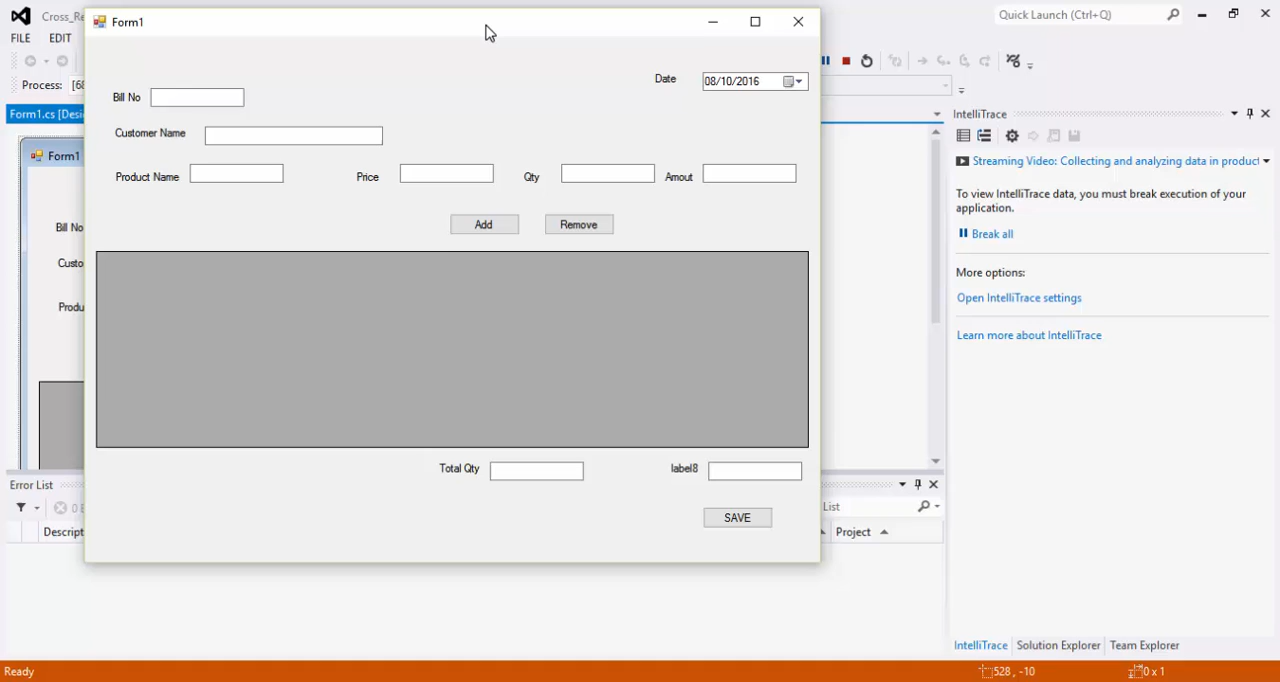 Cross_Re
Quick Launch (Ctrl+Q)
Form1
FILE EDIT
Process: [68
Form1.cs [Desi
Form1
Bill No
Custo
Produ
Date 08/10/2016
Bill No
Customer Name
Product Name Price Qty Amout
Add Remove
Total Qty label8
SAVE
IntelliTrace
Streaming Video: Collecting and analyzing data in product
To view IntelliTrace data, you must break execution of your
application.
Break all
More options:
Open IntelliTrace settings
Learn more about IntelliTrace
Error List
0 E List
Descript Project
IntelliTrace Solution Explorer Team Explorer
Ready 528 , -10 0 x 1